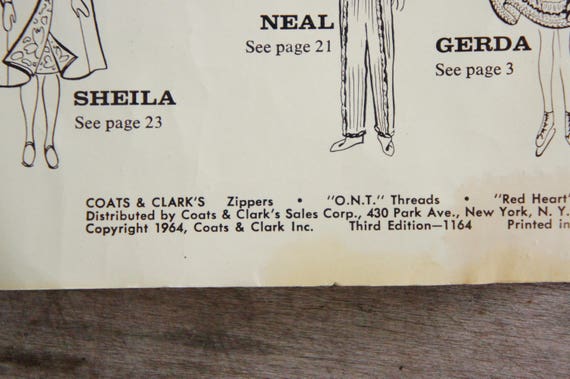 NEAL
See page 21
GERDA
See page 3
SHEILA
See page 23
COATS & CLARK'S Zippers • "O.N.T." Threads • "Red Heart"
Distributed by Coats & Clark's Sales Corp., 430 Park Ave., New York, N. Y.
Copyright 1964, Coats & Clark Inc. Third Edition—1164 Printed in